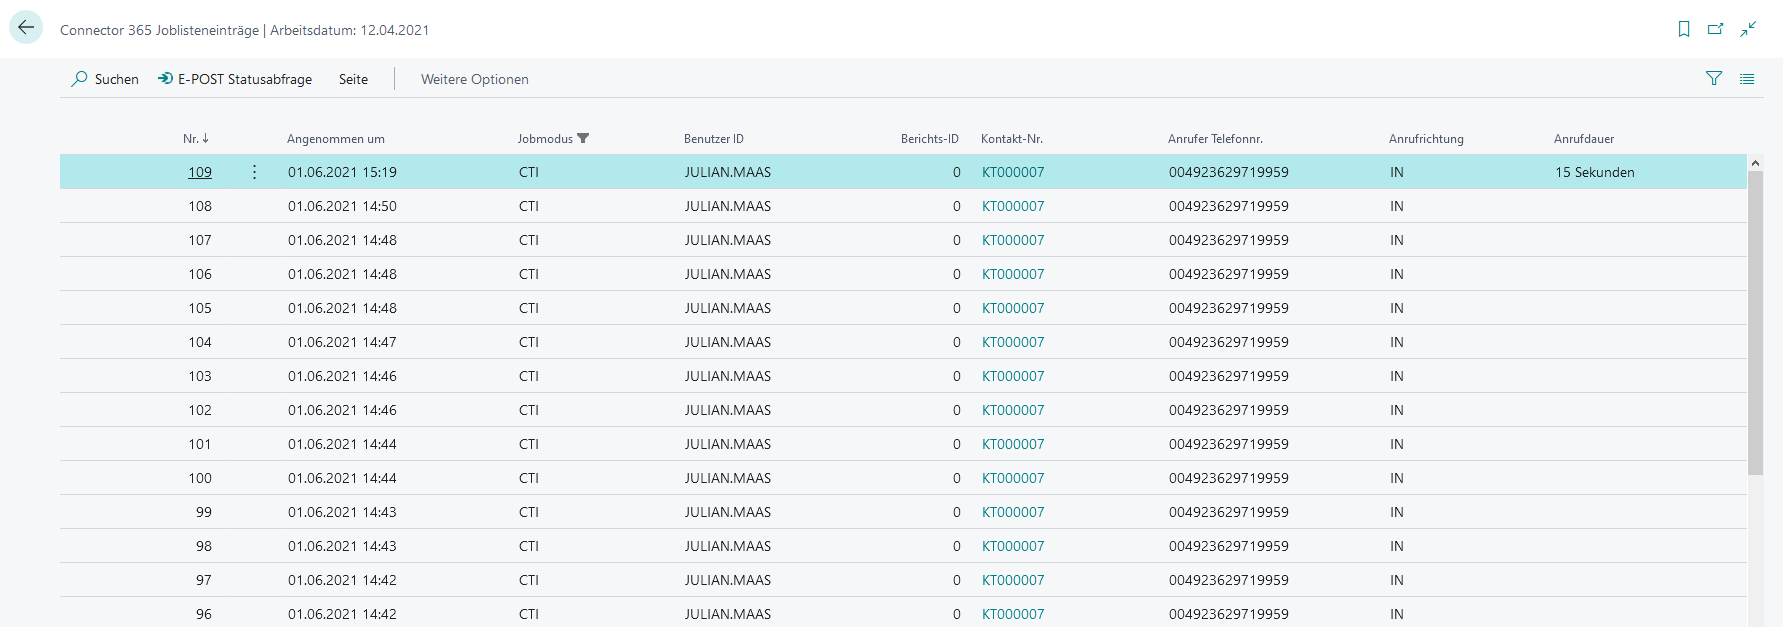 Connector 365 Joblisteneinträge | Arbeitsdatum: 12.04.2021
Suchen E-POST Statusabfrage Seite Weitere Optionen
Nr. ↓ Angenommen um Jobmodus Benutzer ID Berichts-ID Kontakt-Nr. Anrufer Telefonnr. Anrufrichtung Anrufdauer
109 01.06.2021 15:19 CTI JULIAN.MAAS 0 KT000007 004923629719959 IN 15 Sekunden
108 01.06.2021 14:50 CTI JULIAN.MAAS 0 KT000007 004923629719959 IN
107 01.06.2021 14:48 CTI JULIAN.MAAS 0 KT000007 004923629719959 IN
106 01.06.2021 14:48 CTI JULIAN.MAAS 0 KT000007 004923629719959 IN
105 01.06.2021 14:48 CTI JULIAN.MAAS 0 KT000007 004923629719959 IN
104 01.06.2021 14:47 CTI JULIAN.MAAS 0 KT000007 004923629719959 IN
103 01.06.2021 14:46 CTI JULIAN.MAAS 0 KT000007 004923629719959 IN
102 01.06.2021 14:46 CTI JULIAN.MAAS 0 KT000007 004923629719959 IN
101 01.06.2021 14:44 CTI JULIAN.MAAS 0 KT000007 004923629719959 IN
100 01.06.2021 14:44 CTI JULIAN.MAAS 0 KT000007 004923629719959 IN
99 01.06.2021 14:43 CTI JULIAN.MAAS 0 KT000007 004923629719959 IN
98 01.06.2021 14:43 CTI JULIAN.MAAS 0 KT000007 004923629719959 IN
97 01.06.2021 14:42 CTI JULIAN.MAAS 0 KT000007 004923629719959 IN
96 01.06.2021 14:42 CTI JULIAN.MAAS 0 KT000007 004923629719959 IN